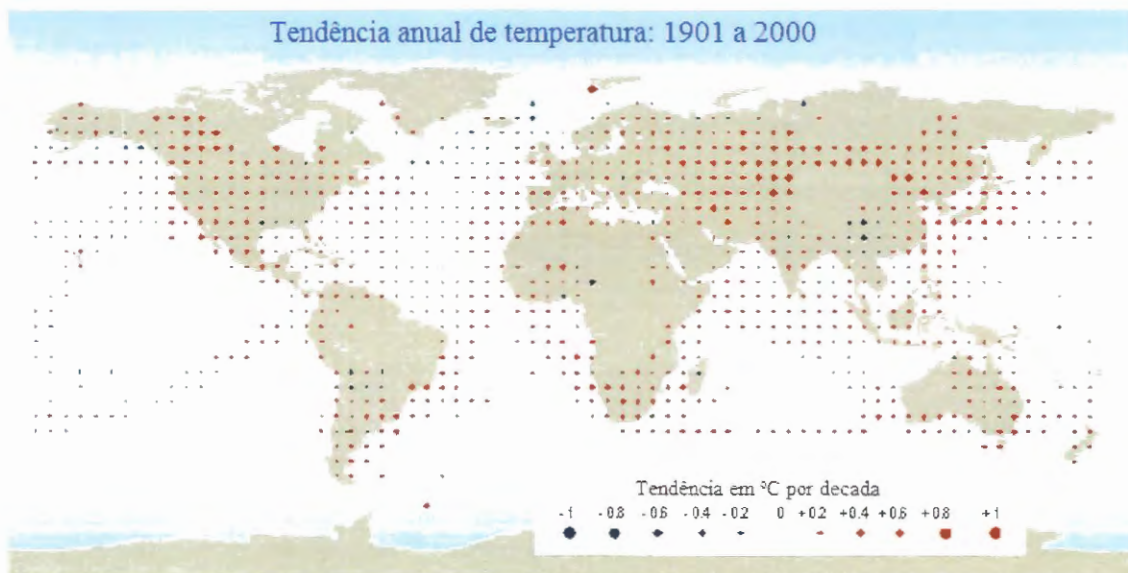 Tendência anual de temperatura: 1901 a 2000
Tendência em ºC por decada
- 1 - 0.8 - 0.6 - 0.4 - 0.2 0 +0.2 +0.4 +0.6 +0.8 +1